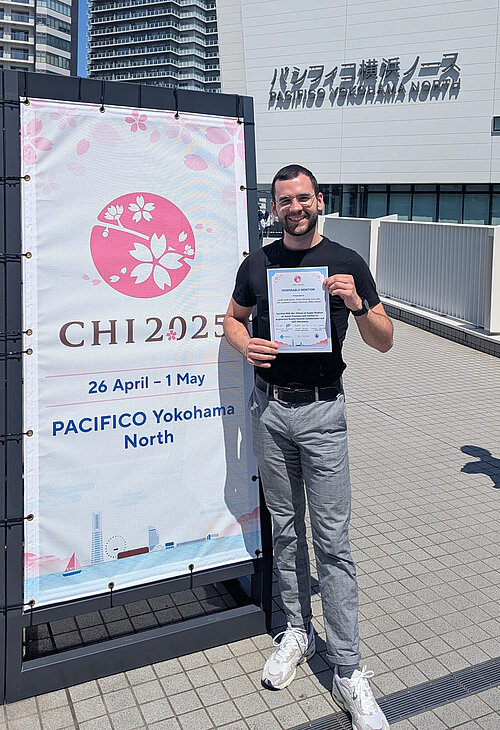 パシフィコ横浜ノース
PACIFICO YOKOHAMA NORTH
CHI 2025
26 April – 1 May
PACIFICO Yokohama
North
HONORABLE MENTION